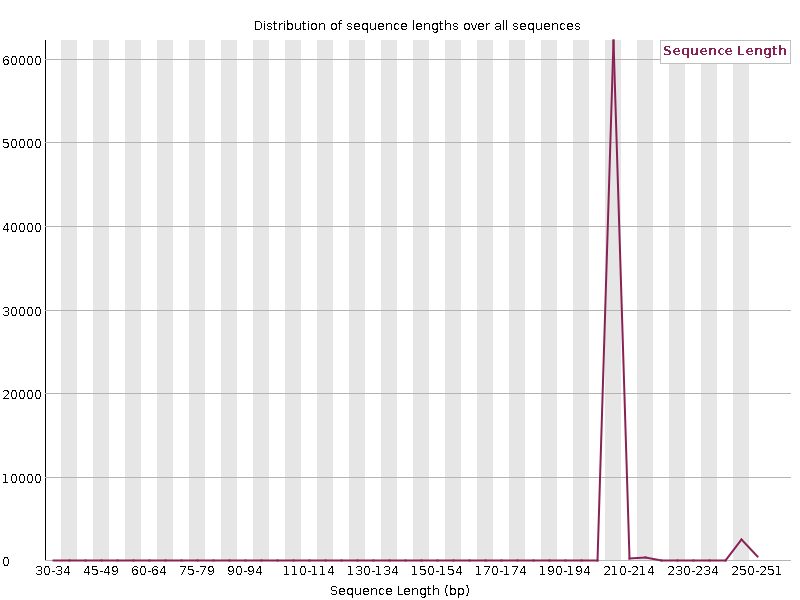 Distribution of sequence lengths over all sequences
Sequence Length
60000
50000
40000
30000
20000
10000
0
30-34 45-49 60-64 75-79 90-94 110-114 130-134 150-154 170-174 190-194 210-214 230-234 250-251
Sequence Length (bp)